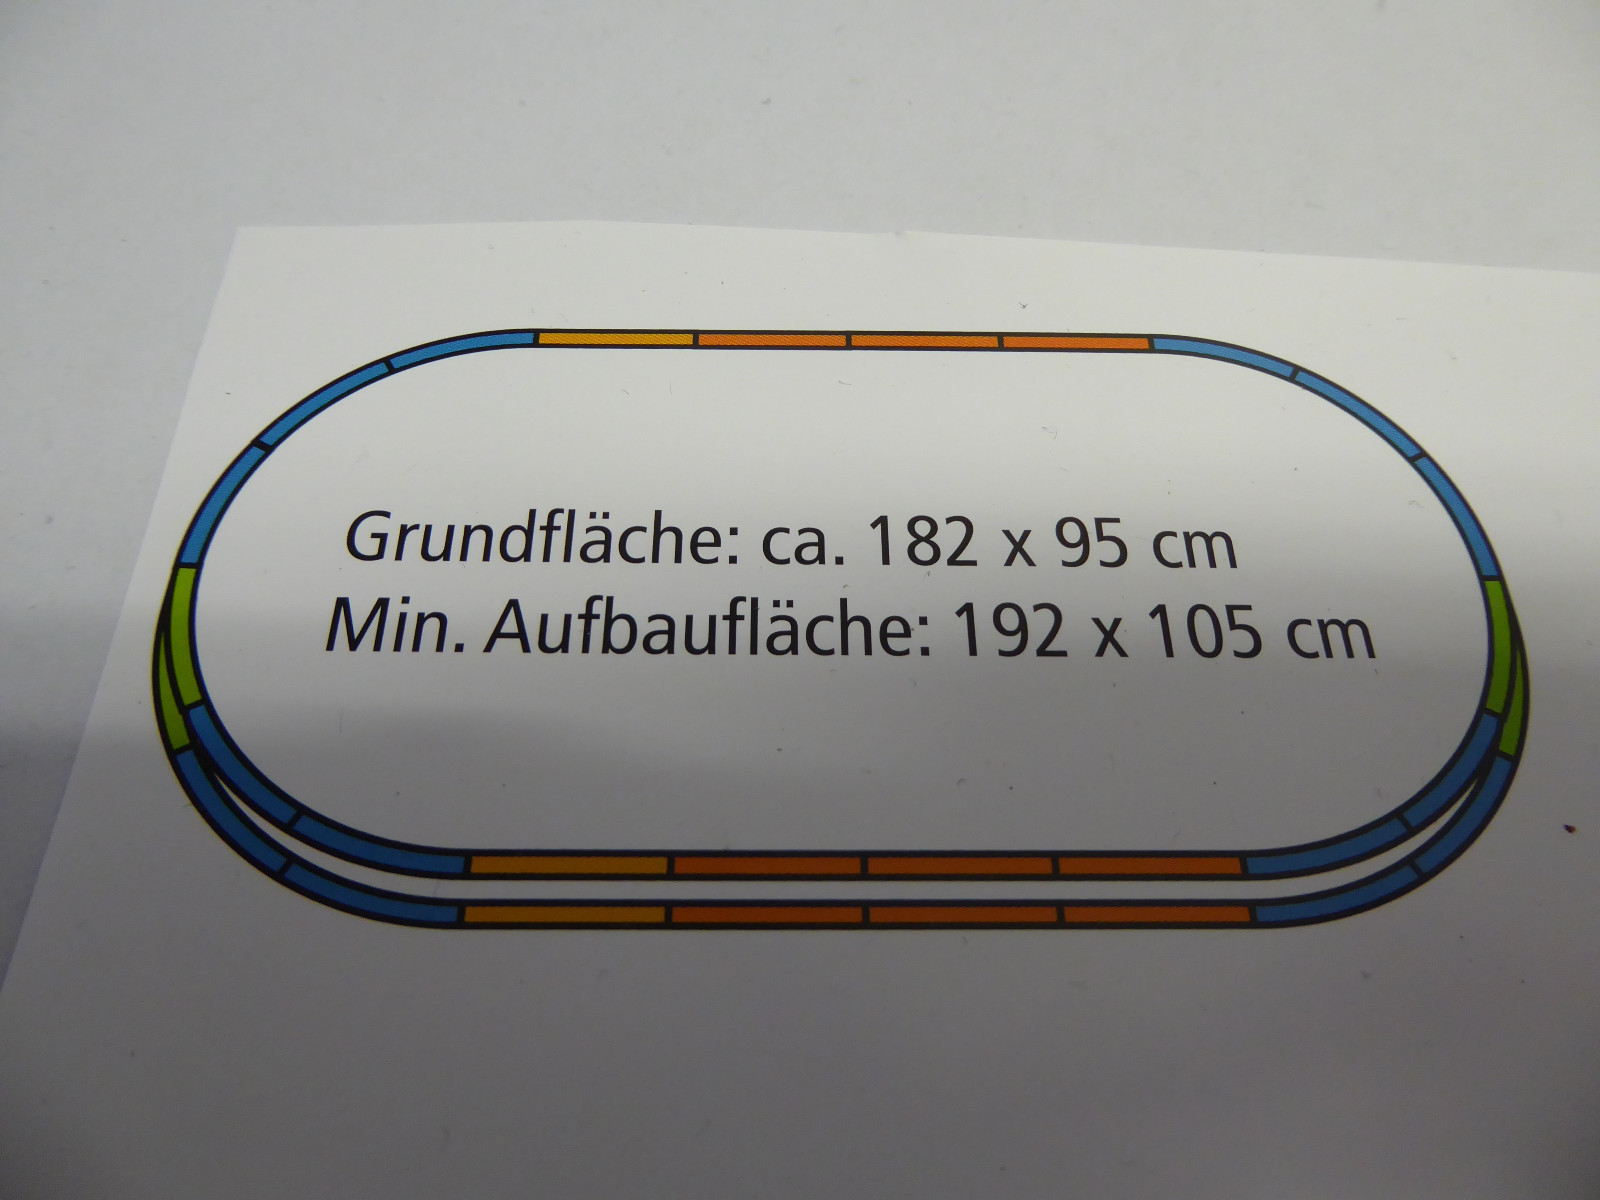 Grundfläche: ca. 182 x 95 cm
Min. Aufbaufläche: 192 x 105 cm